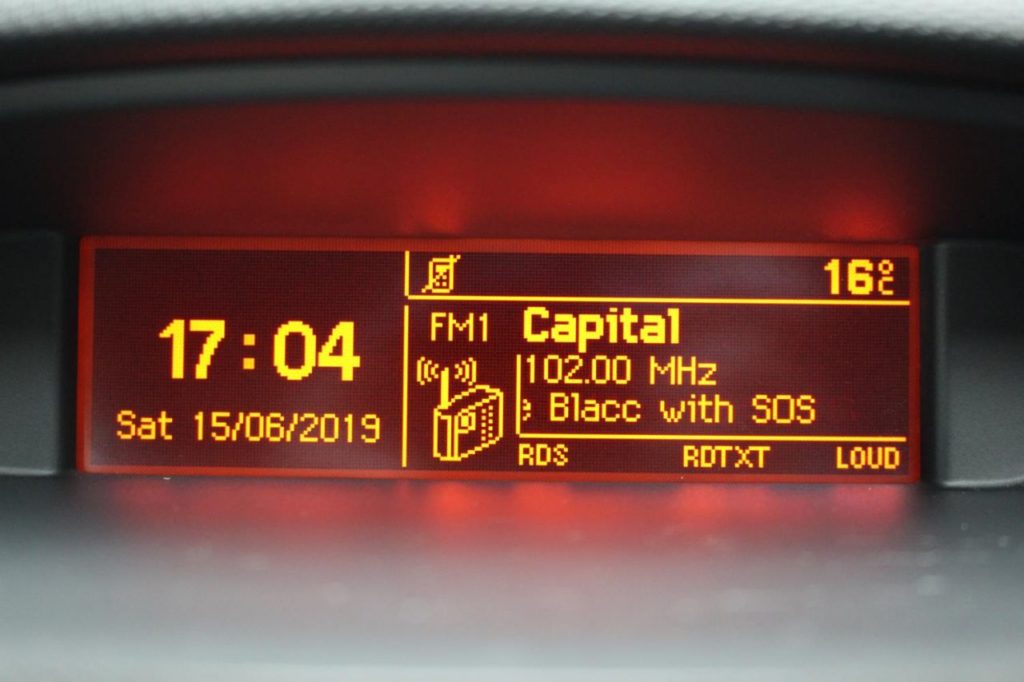 17:04
Sat 15/06/2019
16°C
FM1 Capital
102.00 MHz
Blacc with SOS
RDS RDTXT LOUD